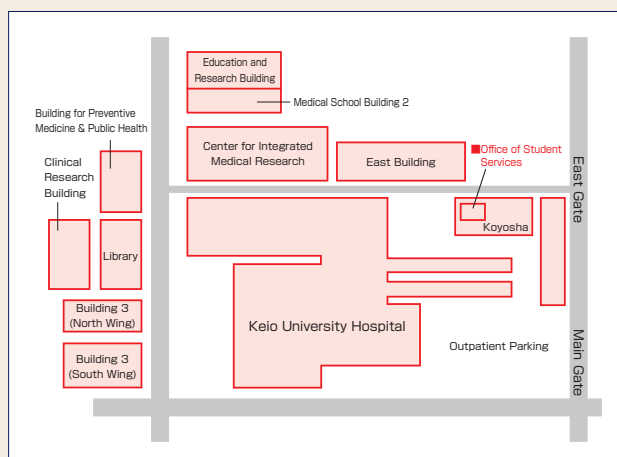 Education and
Research Building
Medical School Building 2
Building for Preventive
Medicine & Public Health
Clinical
Research
Building
Center for Integrated
Medical Research
East Building
■Office of Student
Services
East Gate
Koyosha
Library
Building 3
(North Wing)
Keio University Hospital
Building 3
(South Wing)
Outpatient Parking
Main Gate